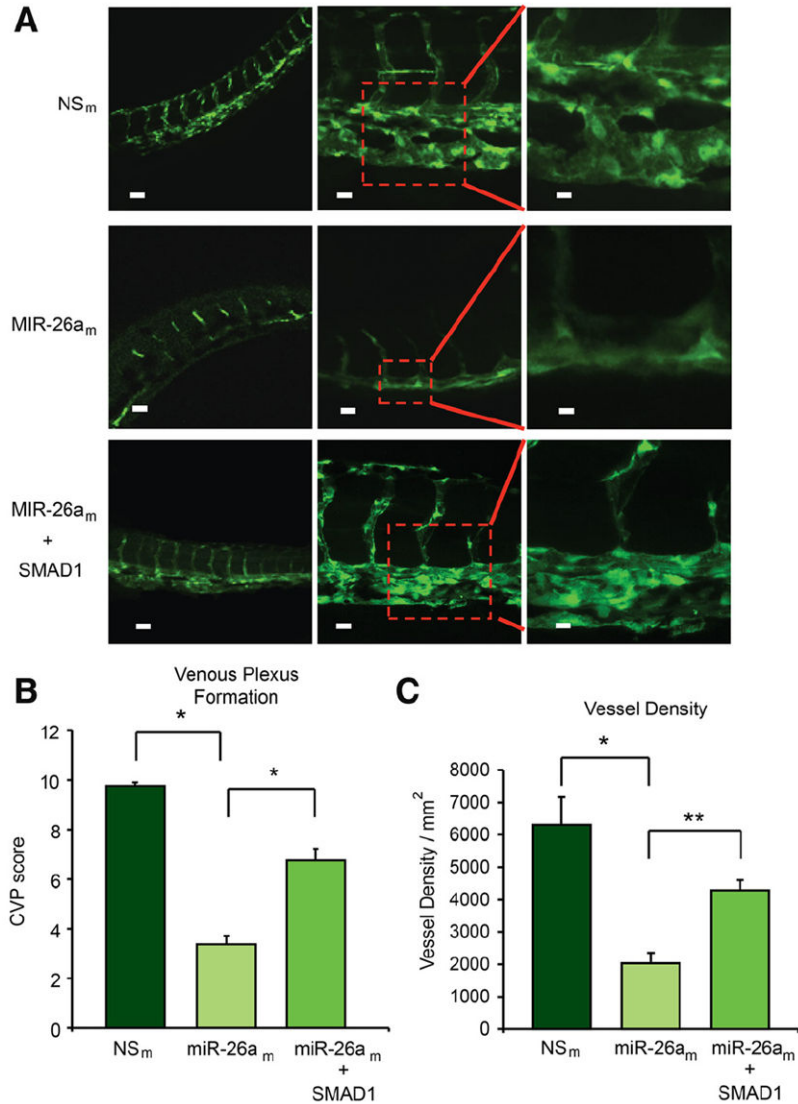 A
NSm
MIR-26am
MIR-26am
+
SMAD1
B
Venous Plexus
Formation
*
*
12
10
8
6
4
2
0
CVP score
NSm
miR-26a m
miR-26am
+
SMAD1
C
Vessel Density
*
**
8000
7000
6000
5000
4000
3000
2000
1000
0
Vessel Density / mm²
NSm
miR-26am
miR-26am
+
SMAD1